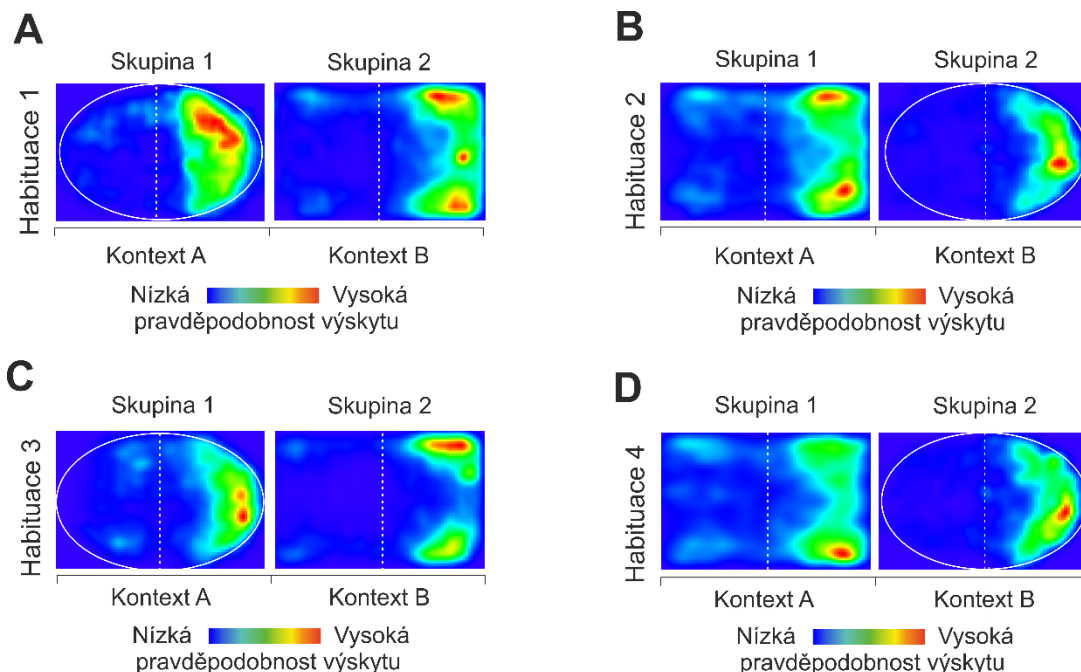 A
Skupina 1 Skupina 2
Habituace 1
Kontext A Kontext B
Nízká Vysoká
pravděpodobnost výskytu
B
Skupina 1 Skupina 2
Habituace 2
Kontext A Kontext B
Nízká Vysoká
pravděpodobnost výskytu
C
Skupina 1 Skupina 2
Habituace 3
Kontext A Kontext B
Nízká Vysoká
pravděpodobnost výskytu
D
Skupina 1 Skupina 2
Habituace 4
Kontext A Kontext B
Nízká Vysoká
pravděpodobnost výskytu